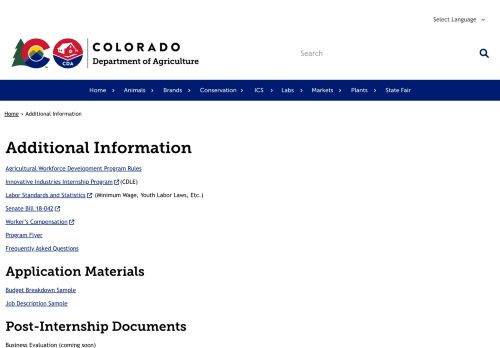 Select Language
COLORADO
Department of Agriculture
CDA
Search
Home Animals Brands Conservation ICS Labs Markets Plants State Fair
Home › Additional Information
Additional Information
Agricultural Workforce Development Program Rules
Innovative Industries Internship Program (CDLE)
Labor Standards and Statistics (Minimum Wage, Youth Labor Laws, Etc.)
Senate Bill 18-042
Worker's Compensation
Program Flyer
Frequently Asked Questions
Application Materials
Budget Breakdown Sample
Job Description Sample
Post-Internship Documents
Business Evaluation (coming soon)